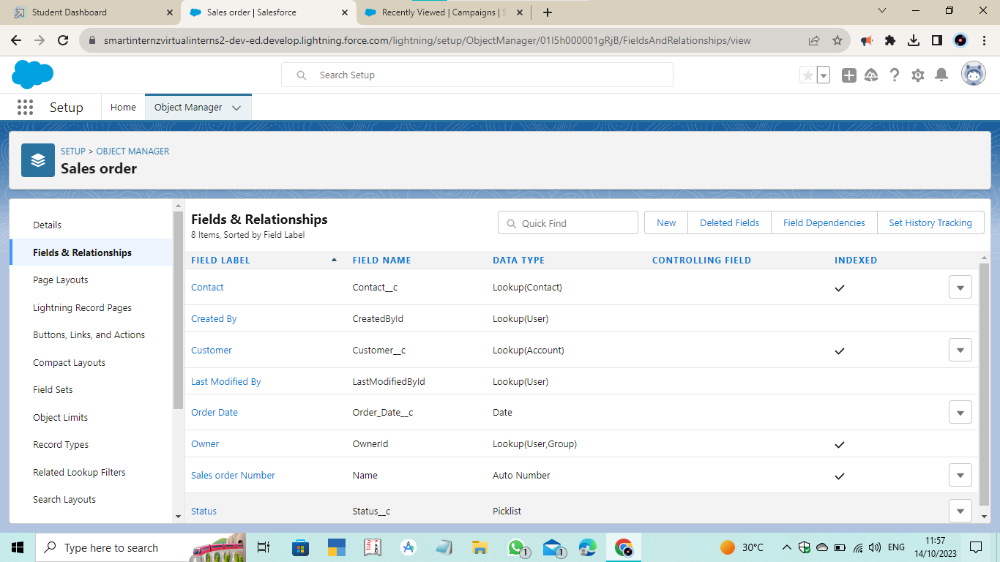 Student Dashboard
Sales order | Salesforce
Recently Viewed | Campaigns | S
smartinternzvirtualinterns2-dev-ed.develop.lightning.force.com/lightning/setup/ObjectManager/01I5h000001gRjB/FieldsAndRelationships/view
Search Setup
Setup
Home
Object Manager
SETUP > OBJECT MANAGER
Sales order
Details
Fields & Relationships
Page Layouts
Lightning Record Pages
Buttons, Links, and Actions
Compact Layouts
Field Sets
Object Limits
Record Types
Related Lookup Filters
Search Layouts
Fields & Relationships
8 Items, Sorted by Field Label
Quick Find
New
Deleted Fields
Field Dependencies
Set History Tracking
FIELD LABEL FIELD NAME DATA TYPE CONTROLLING FIELD INDEXED
Contact Contact__c Lookup(Contact)
Created By CreatedById Lookup(User)
Customer Customer__c Lookup(Account)
Last Modified By LastModifiedById Lookup(User)
Order Date Order_Date__c Date
Owner OwnerId Lookup(User,Group)
Sales order Number Name Auto Number
Status Status__c Picklist
Type here to search
1
1
30°C
ENG
11:57
14/10/2023